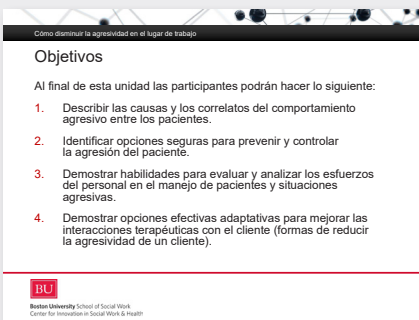 Cómo disminuir la agresividad en el lugar de trabajo
Objetivos
Al final de esta unidad las participantes podrán hacer lo siguiente:
1. Describir las causas y los correlatos del comportamiento
agresivo entre los pacientes.
2. Identificar opciones seguras para prevenir y controlar
la agresión del paciente.
3. Demostrar habilidades para evaluar y analizar los esfuerzos
del personal en el manejo de pacientes y situaciones
agresivas.
4. Demostrar opciones efectivas adaptativas para mejorar las
interacciones terapéuticas con el cliente (formas de reducir
la agresividad de un cliente).
BU
Boston University School of Social Work
Center for Innovation in Social Work & Health